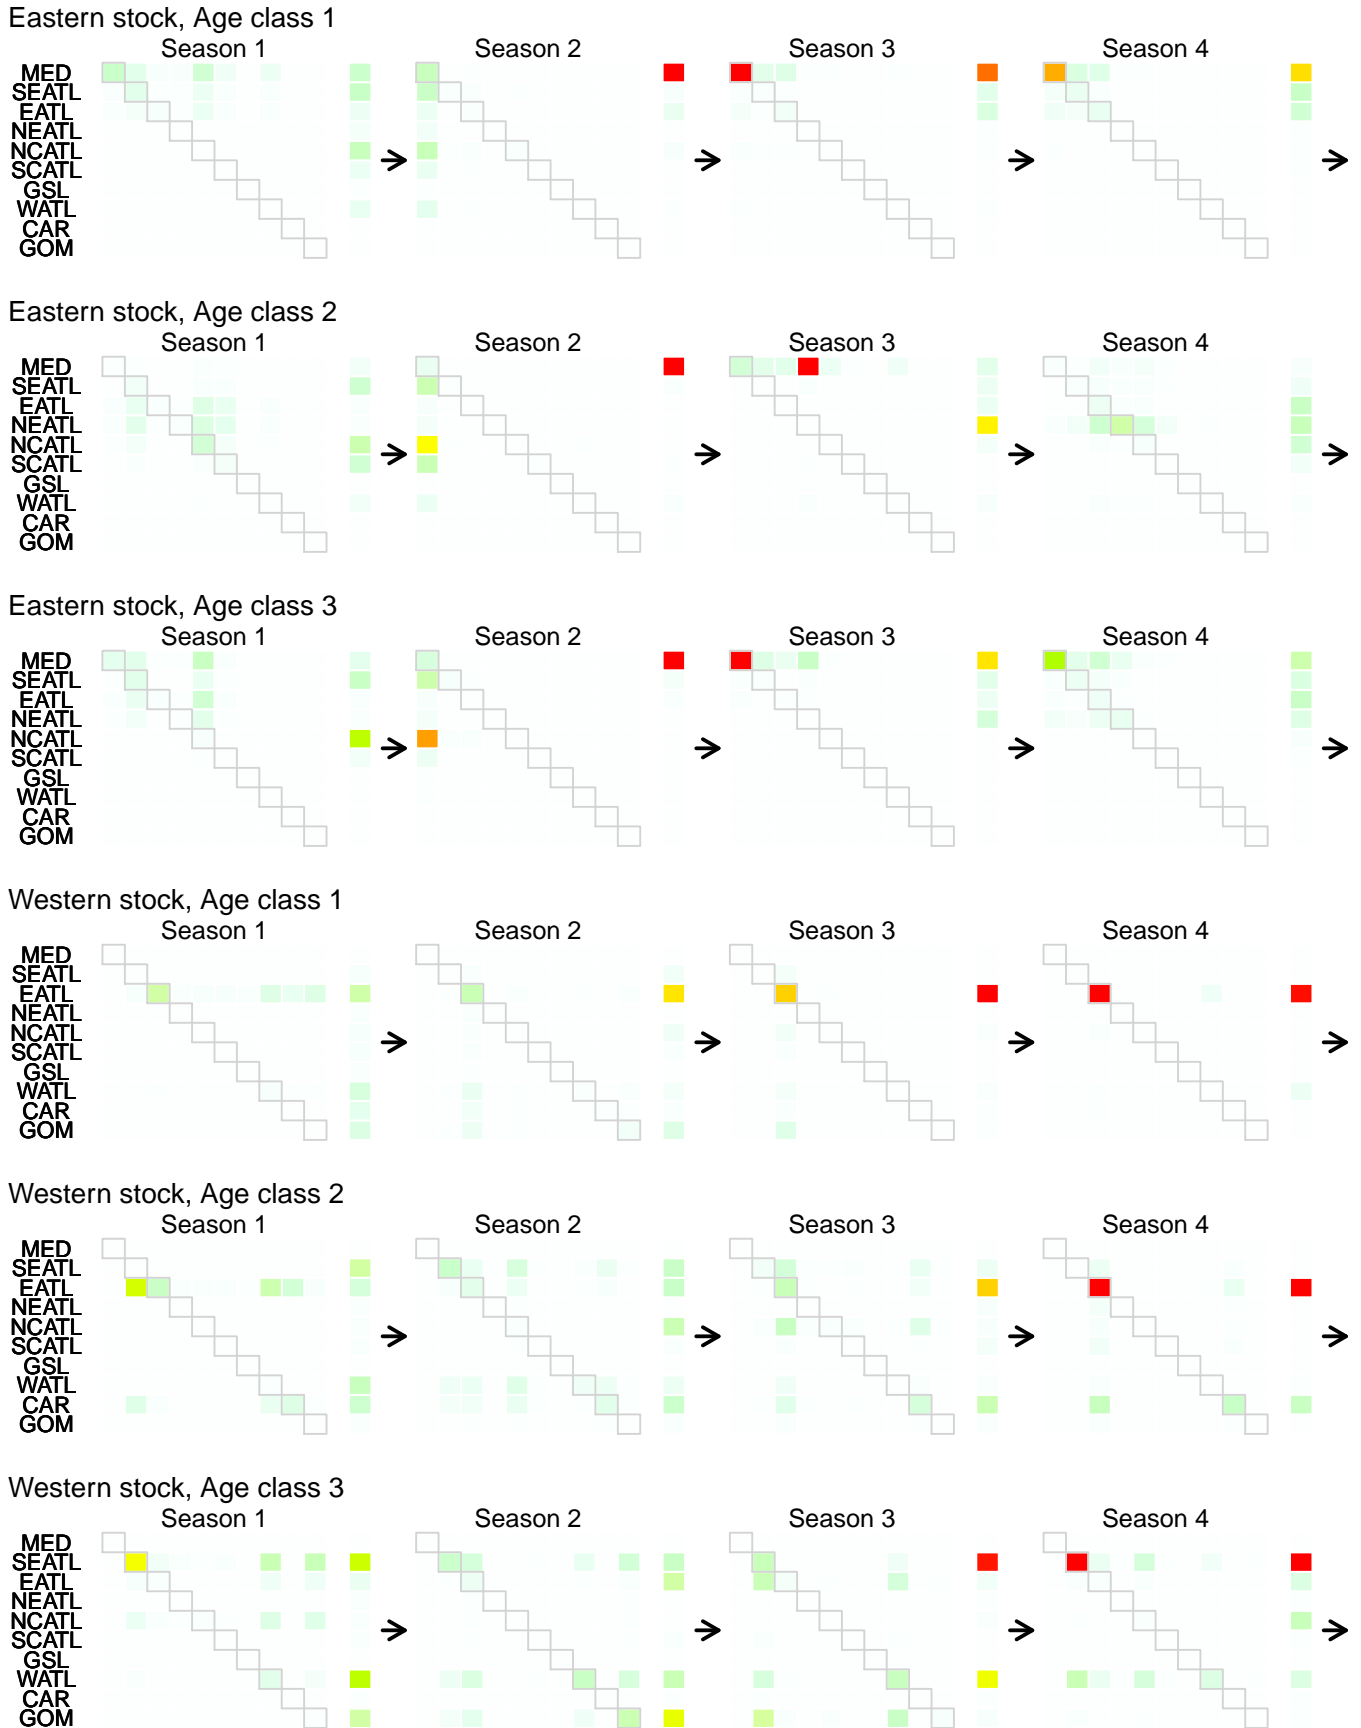 Eastern stock, Age class 1
Season 1 Season 2 Season 3 Season 4
MED
SEATL
EATL
NEATL
NCATL
SCATL
GSL
WATL
CAR
GOM
Eastern stock, Age class 2
Season 1 Season 2 Season 3 Season 4
MED
SEATL
EATL
NEATL
NCATL
SCATL
GSL
WATL
CAR
GOM
Eastern stock, Age class 3
Season 1 Season 2 Season 3 Season 4
MED
SEATL
EATL
NEATL
NCATL
SCATL
GSL
WATL
CAR
GOM
Western stock, Age class 1
Season 1 Season 2 Season 3 Season 4
MED
SEATL
EATL
NEATL
NCATL
SCATL
GSL
WATL
CAR
GOM
Western stock, Age class 2
Season 1 Season 2 Season 3 Season 4
MED
SEATL
EATL
NEATL
NCATL
SCATL
GSL
WATL
CAR
GOM
Western stock, Age class 3
Season 1 Season 2 Season 3 Season 4
MED
SEATL
EATL
NEATL
NCATL
SCATL
GSL
WATL
CAR
GOM